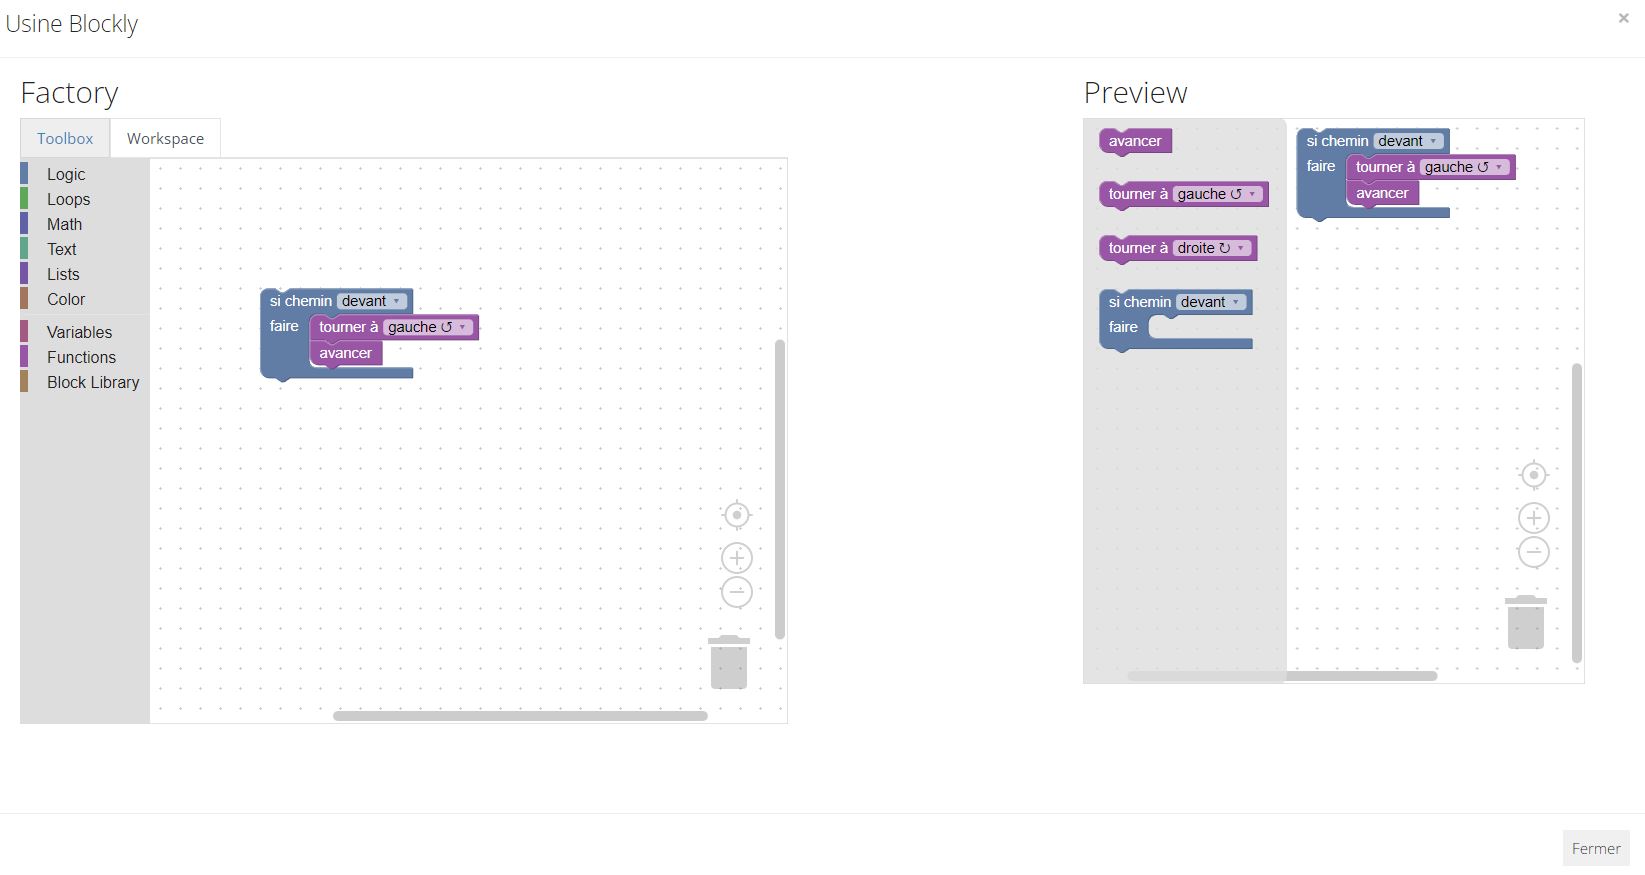 Usine Blockly
×
Factory
Toolbox
Workspace
Logic
Loops
Math
Text
Lists
Color
Variables
Functions
Block Library
si chemin devant
faire tourner à gauche ↺
avancer
Preview
avancer
tourner à gauche ↺
tourner à droite ↻
si chemin devant
faire
si chemin devant
faire tourner à gauche ↺
avancer
Fermer